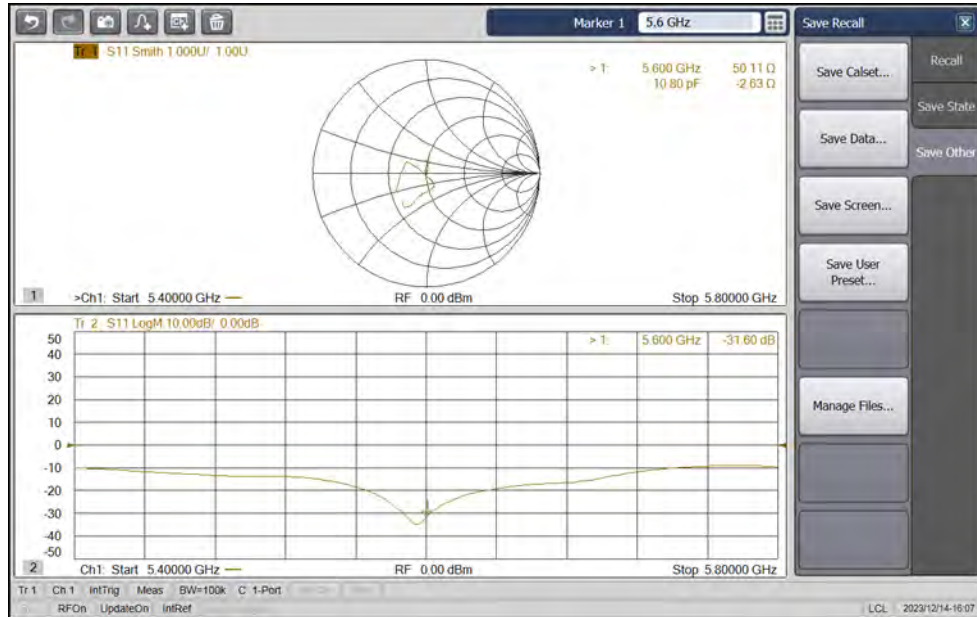 Marker 1 5.6 GHz
Save Recall X
Tr 1 S11 Smith 1.000U/ 1.00U
> 1: 5.600 GHz 50.11 Ω
10.80 pF -2.63 Ω
1 >Ch1: Start 5.40000 GHz — RF 0.00 dBm Stop 5.80000 GHz
Tr 2 S11 LogM 10.00dB/ 0.00dB
> 1: 5.600 GHz -31.60 dB
50
40
30
20
10
0
-10
-20
-30
-40
-50
2 Ch1: Start 5.40000 GHz — RF 0.00 dBm Stop 5.80000 GHz
Save Calset...
Save Data...
Save Screen...
Save User
Preset...
Manage Files...
Recall
Save State
Save Other
Tr 1 Ch 1 IntTrig Meas BW=100k C 1-Port
RFOn UpdateOn IntRef LCL 2023/12/14-16:07